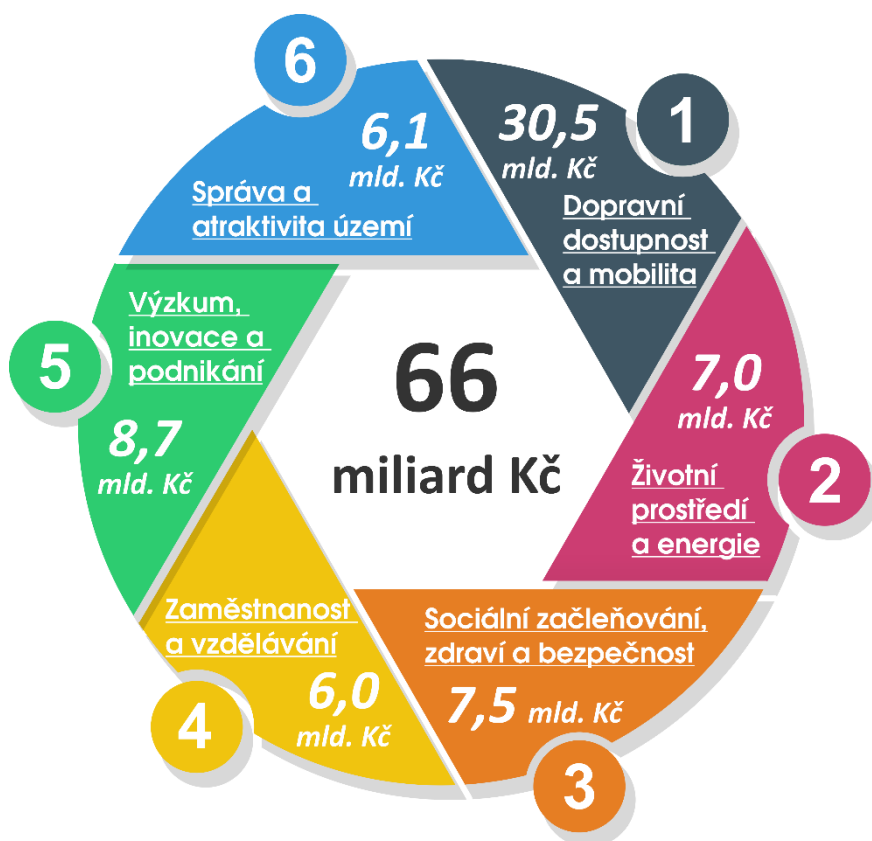 6
6,1
mld. Kč
Správa a
atraktivita území
1
30,5
mld. Kč
Dopravní
dostupnost
a mobilita
2
7,0
mld. Kč
Životní
prostředí
a energie
3
Sociální začleňování,
zdraví a bezpečnost
7,5 mld. Kč
4
Zaměstnanost
a vzdělávání
6,0
mld. Kč
5
Výzkum,
inovace a
podnikání
8,7
mld. Kč
66
miliard Kč